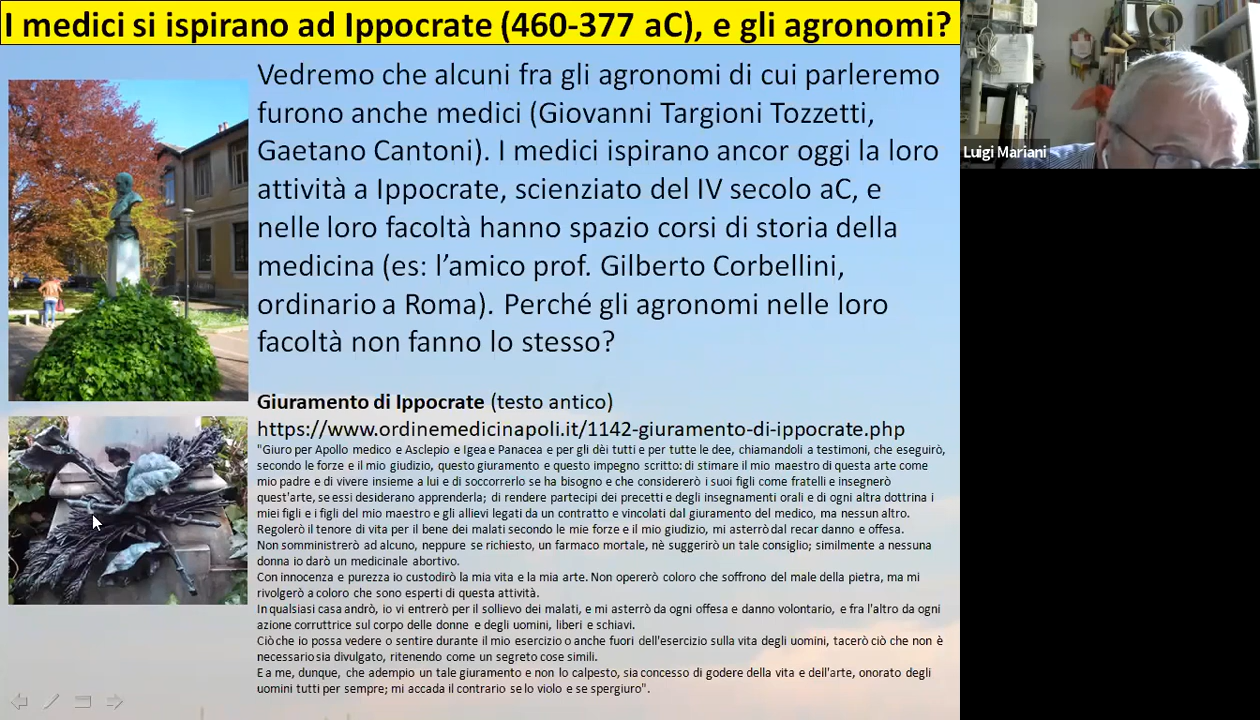 I medici si ispirano ad Ippocrate (460-377 aC), e gli agronomi?
Vedremo che alcuni fra gli agronomi di cui parleremo
furono anche medici (Giovanni Targioni Tozzetti,
Gaetano Cantoni). I medici ispirano ancor oggi la loro
attività a Ippocrate, scienziato del IV secolo aC, e
nelle loro facoltà hanno spazio corsi di storia della
medicina (es: l’amico prof. Gilberto Corbellini,
ordinario a Roma). Perché gli agronomi nelle loro
facoltà non fanno lo stesso?
Giuramento di Ippocrate (testo antico)
https://www.ordinemedicinapoli.it/1142-giuramento-di-ippocrate.php
"Giuro per Apollo medico e Asclepio e Igea e Panacea e per gli dèi tutti e per tutte le dee, chiamandoli a testimoni, che eseguirò,
secondo le forze e il mio giudizio, questo giuramento e questo impegno scritto: di stimare il mio maestro di questa arte come
mio padre e di vivere insieme a lui e di soccorrerlo se ha bisogno e che considererò i suoi figli come fratelli e insegnerò
quest'arte, se essi desiderano apprenderla; di rendere partecipi dei precetti e degli insegnamenti orali e di ogni altra dottrina i
miei figli e i figli del mio maestro e gli allievi legati da un contratto e vincolati dal giuramento del medico, ma nessun altro.
Regolerò il tenore di vita per il bene dei malati secondo le mie forze e il mio giudizio, mi asterrò dal recar danno e offesa.
Non somministrerò ad alcuno, neppure se richiesto, un farmaco mortale, nè suggerirò un tale consiglio; similmente a nessuna
donna io darò un medicinale abortivo.
Con innocenza e purezza io custodirò la mia vita e la mia arte. Non opererò coloro che soffrono del male della pietra, ma mi
rivolgerò a coloro che sono esperti di questa attività.
In qualsiasi casa andrò, io vi entrerò per il sollievo dei malati, e mi asterrò da ogni offesa e danno volontario, e fra l'altro da ogni
azione corruttrice sul corpo delle donne e degli uomini, liberi e schiavi.
Ciò che io possa vedere o sentire durante il mio esercizio o anche fuori dell'esercizio sulla vita degli uomini, tacerò ciò che non è
necessario sia divulgato, ritenendo come un segreto cose simili.
E a me, dunque, che adempio un tale giuramento e non lo calpesto, sia concesso di godere della vita e dell'arte, onorato degli
uomini tutti per sempre; mi accada il contrario se lo violo e se spergiuro".
Luigi Mariani